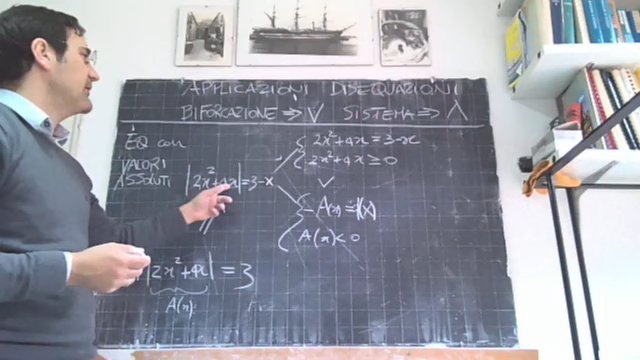 APPLICAZIONI DISEQUAZIONI
BIFORCAZIONE => V SISTEMA => Λ
EQ con
VALORI
ASSOLUTI
|2x²+4x| = 3-x
2x²+4x = 3-x
2x²+4x ≥ 0
V
- A(x) = f(x)
A(x) < 0
|2x²+4x| = 3
A(x)